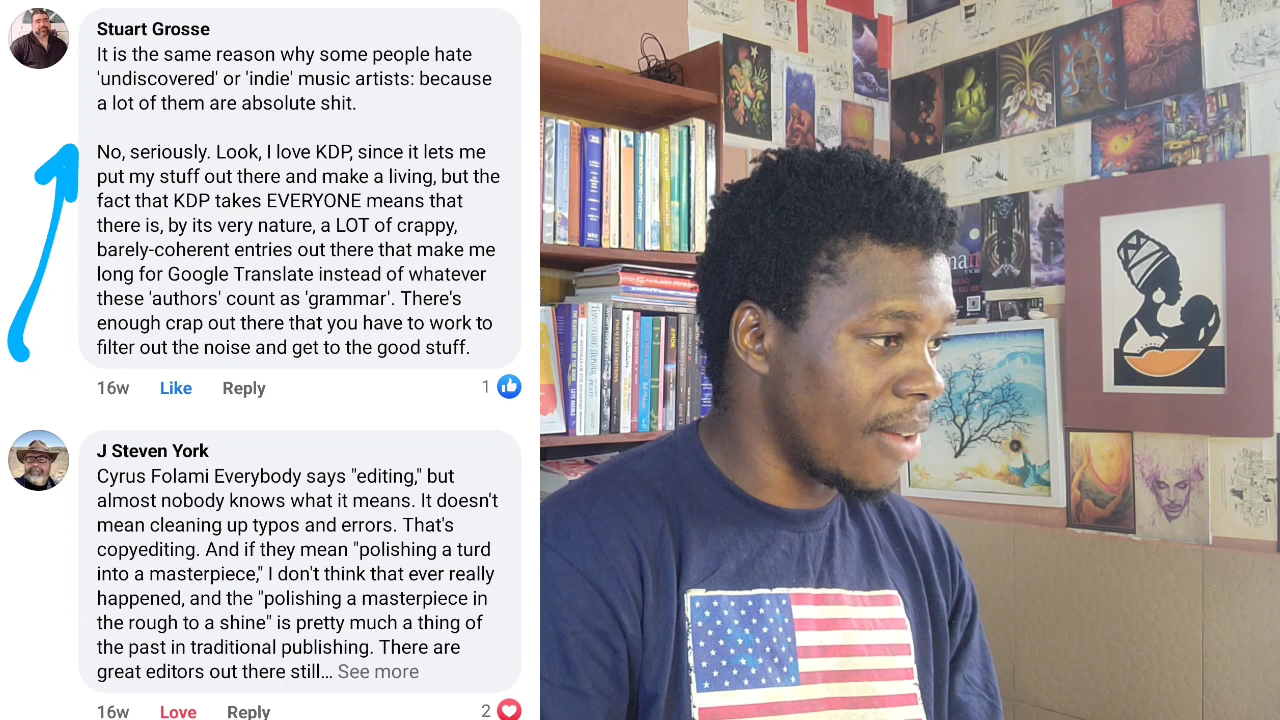 Stuart Grosse
It is the same reason why some people hate
'undiscovered' or 'indie' music artists: because
a lot of them are absolute shit.
No, seriously. Look, I love KDP, since it lets me
put my stuff out there and make a living, but the
fact that KDP takes EVERYONE means that
there is, by its very nature, a LOT of crappy,
barely-coherent entries out there that make me
long for Google Translate instead of whatever
these 'authors' count as 'grammar'. There's
enough crap out there that you have to work to
filter out the noise and get to the good stuff.
16w Like Reply 1
J Steven York
Cyrus Folami Everybody says "editing," but
almost nobody knows what it means. It doesn't
mean cleaning up typos and errors. That's
copyediting. And if they mean "polishing a turd
into a masterpiece," I don't think that ever really
happened, and the "polishing a masterpiece in
the rough to a shine" is pretty much a thing of
the past in traditional publishing. There are
great editors out there still... See more
16w Love Reply 2